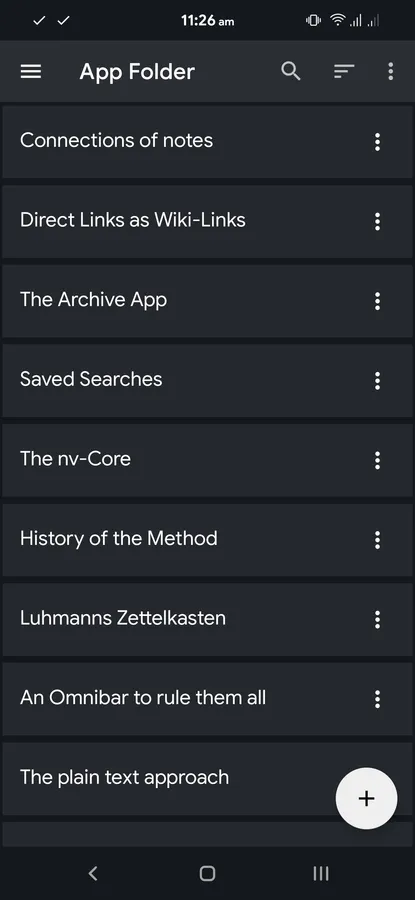 11:26 am
App Folder
Connections of notes
Direct Links as Wiki-Links
The Archive App
Saved Searches
The nv-Core
History of the Method
Luhmanns Zettelkasten
An Omnibar to rule them all
The plain text approach